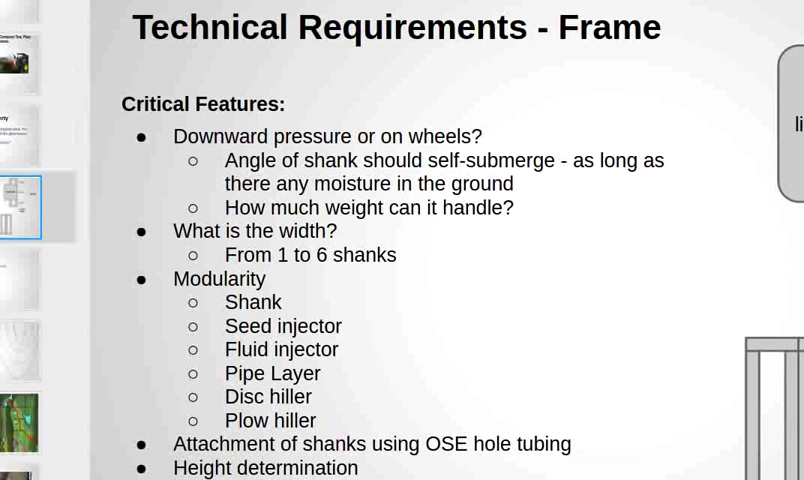 Technical Requirements - Frame
Critical Features:
● Downward pressure or on wheels?
○ Angle of shank should self-submerge - as long as
there any moisture in the ground
○ How much weight can it handle?
● What is the width?
○ From 1 to 6 shanks
● Modularity
○ Shank
○ Seed injector
○ Fluid injector
○ Pipe Layer
○ Disc hiller
○ Plow hiller
● Attachment of shanks using OSE hole tubing
● Height determination
li